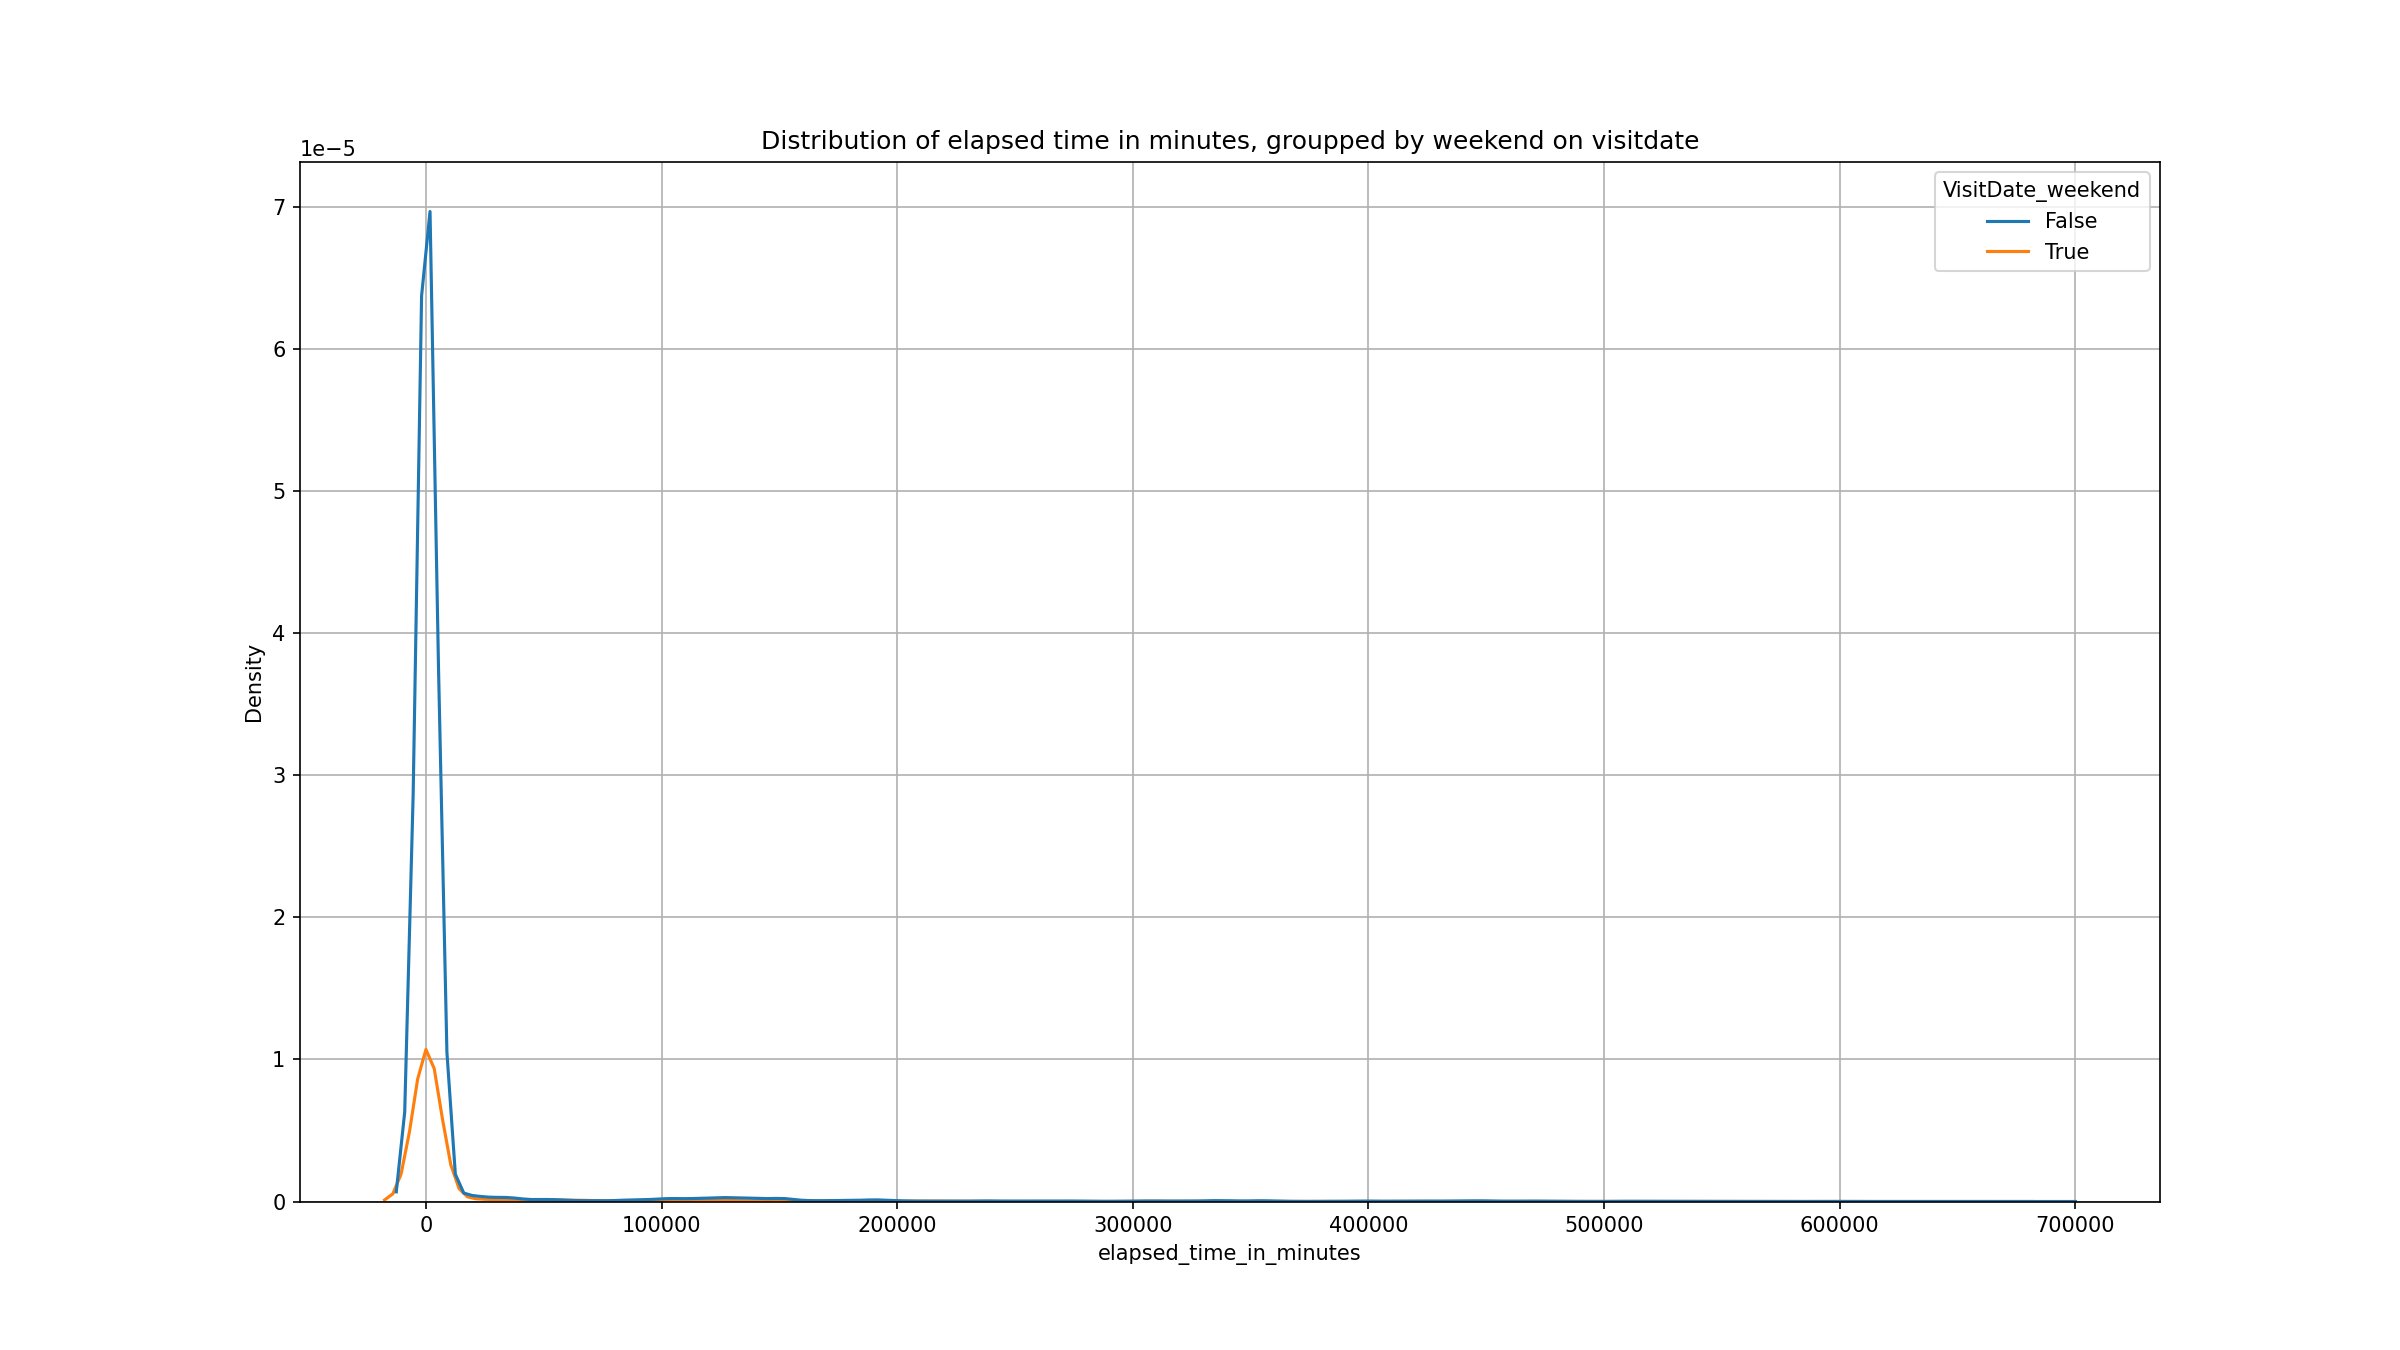 Distribution of elapsed time in minutes, groupped by weekend on visitdate
1e−5
VisitDate_weekend
False
True
7
6
5
4
3
2
1
0
Density
0 100000 200000 300000 400000 500000 600000 700000
elapsed_time_in_minutes